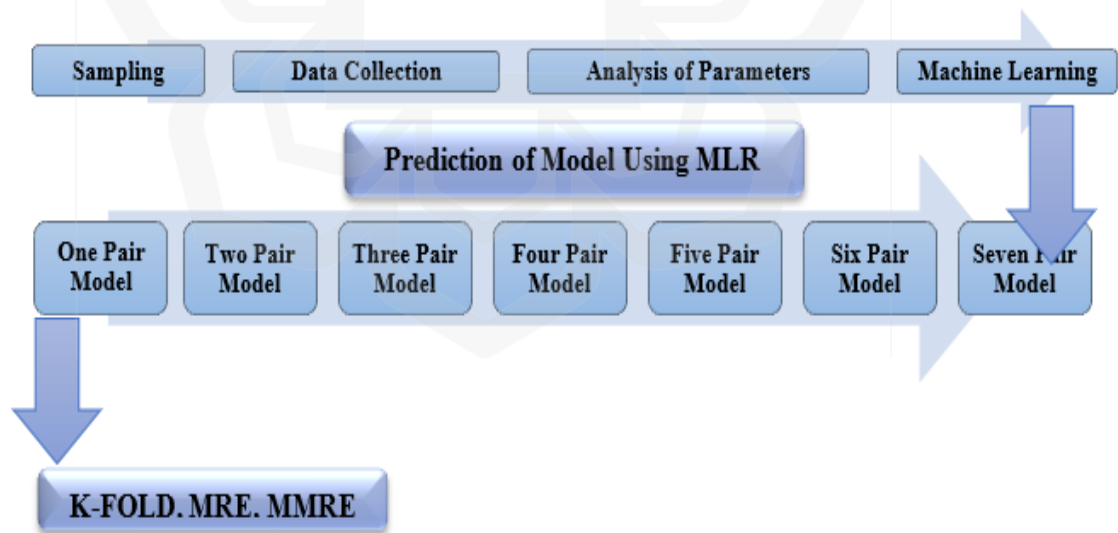 Sampling
Data Collection
Analysis of Parameters
Machine Learning
Prediction of Model Using MLR
One Pair
Model
Two Pair
Model
Three Pair
Model
Four Pair
Model
Five Pair
Model
Six Pair
Model
Seven Pair
Model
K-FOLD. MRE. MMRE